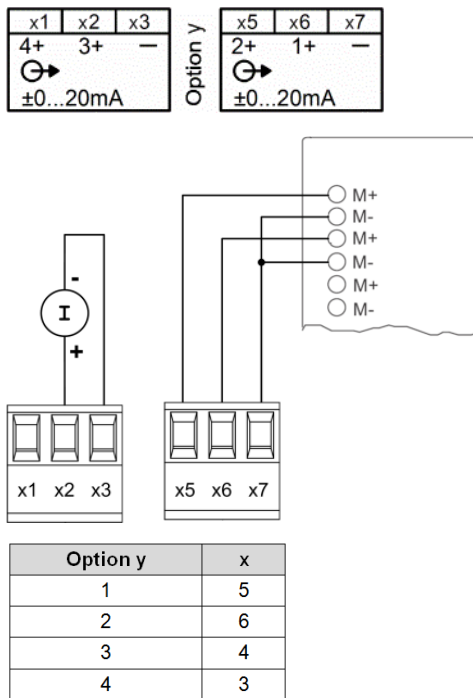 x1 x2 x3
4+ 3+ —
±0...20mA
Option y
x5 x6 x7
2+ 1+ —
±0...20mA
M+
M-
M+
M-
M+
M-
-
I
+
x1 x2 x3
x5 x6 x7
Option y x
1 5
2 6
3 4
4 3